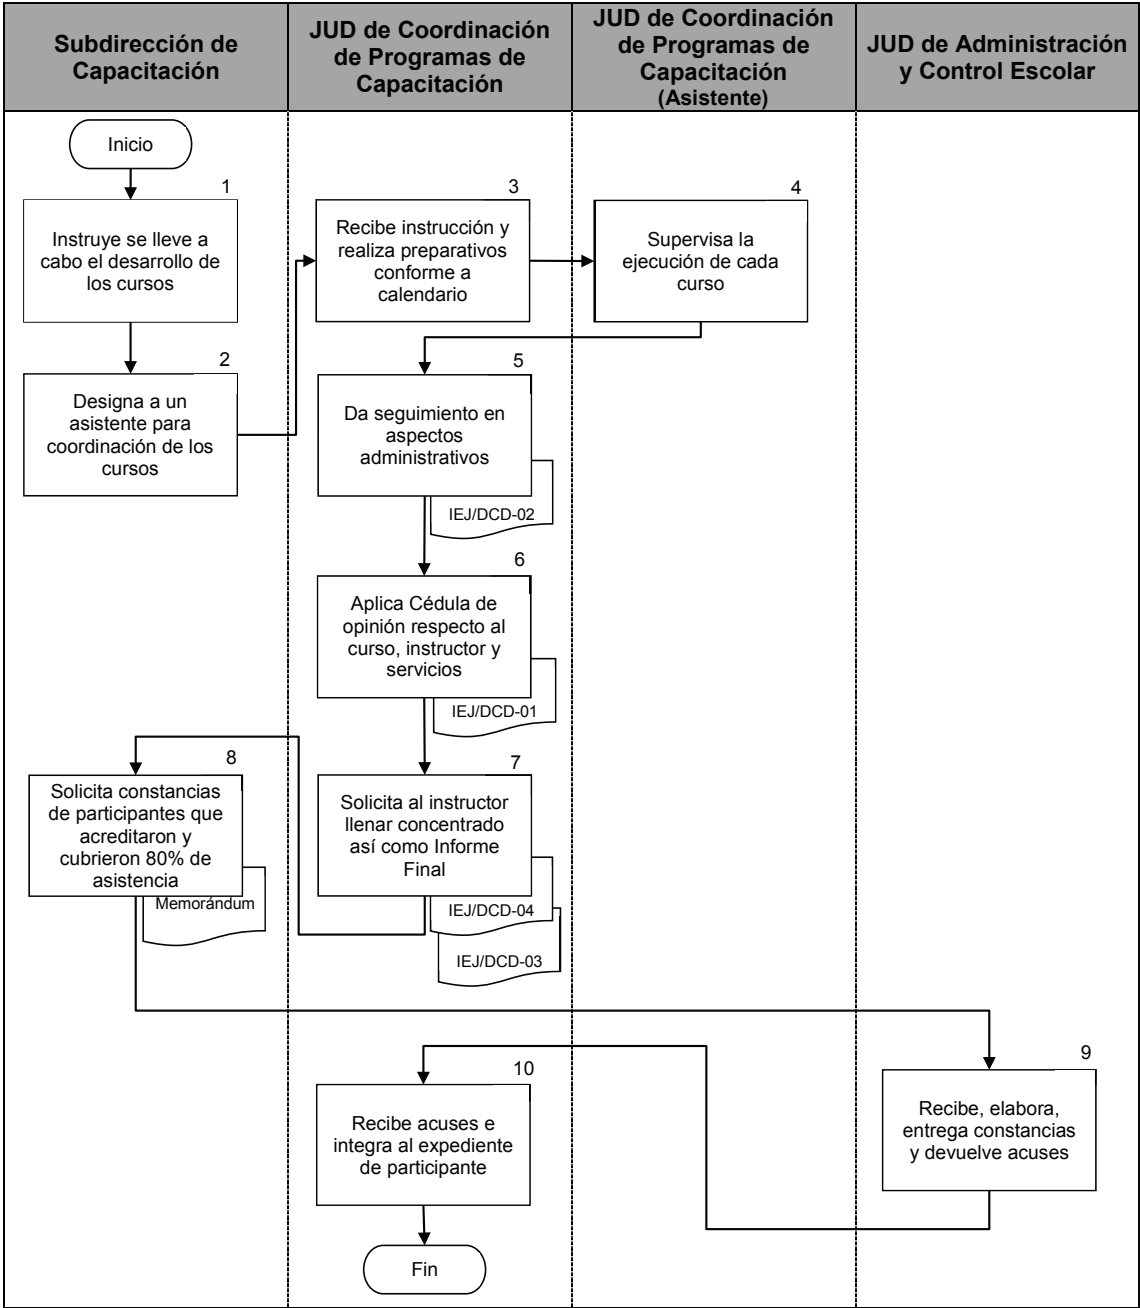 Subdirección de
Capacitación
JUD de Coordinación
de Programas de
Capacitación
JUD de Coordinación
de Programas de
Capacitación
(Asistente)
JUD de Administración
y Control Escolar
Inicio
1
Instruye se lleve a
cabo el desarrollo de
los cursos
2
Designa a un
asistente para
coordinación de los
cursos
3
Recibe instrucción y
realiza preparativos
conforme a
calendario
4
Supervisa la
ejecución de cada
curso
5
Da seguimiento en
aspectos
administrativos
IEJ/DCD-02
6
Aplica Cédula de
opinión respecto al
curso, instructor y
servicios
IEJ/DCD-01
7
Solicita al instructor
llenar concentrado
así como Informe
Final
IEJ/DCD-04
IEJ/DCD-03
8
Solicita constancias
de participantes que
acreditaron y
cubrieron 80% de
asistencia
Memorándum
9
Recibe, elabora,
entrega constancias
y devuelve acuses
10
Recibe acuses e
integra al expediente
de participante
Fin